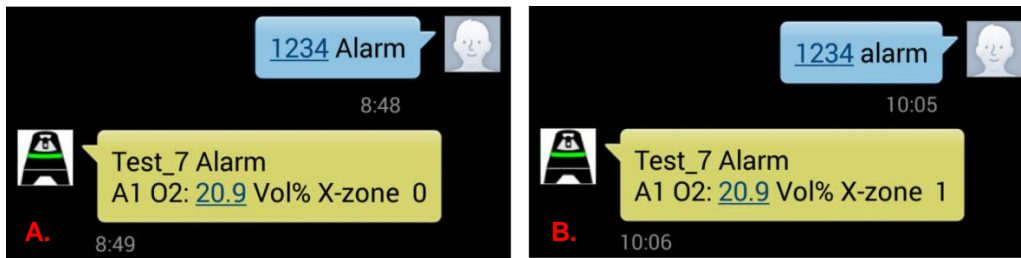 1234 Alarm
8:48
Test_7 Alarm
A1 O2: 20.9 Vol% X-zone 0
8:49
A.
1234 alarm
10:05
Test_7 Alarm
A1 O2: 20.9 Vol% X-zone 1
10:06
B.